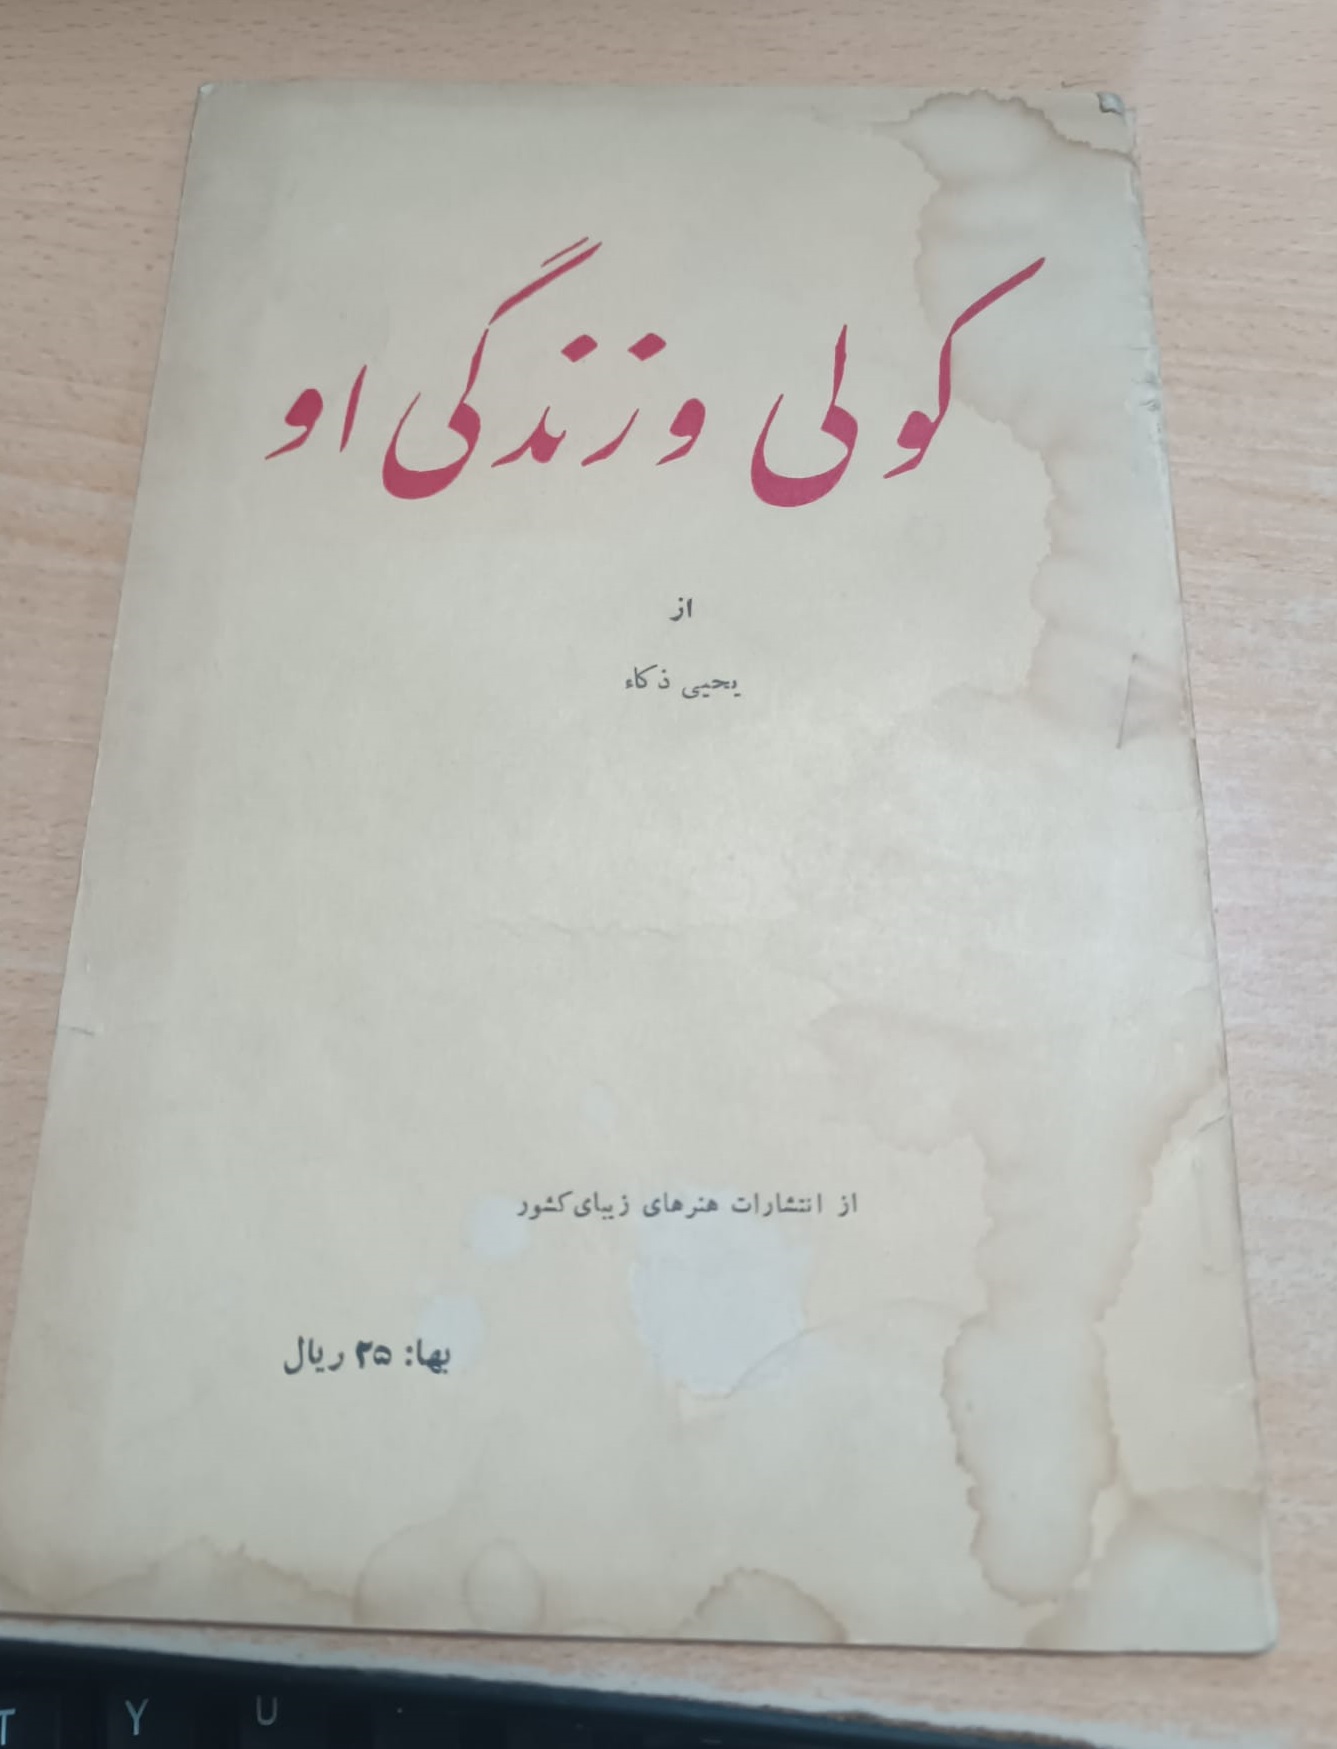 کولی و زندگی او
از
یحیی ذکاء
از انتشارات هنرهای زیبای کشور
بها: ۲۵ ریال
T Y U